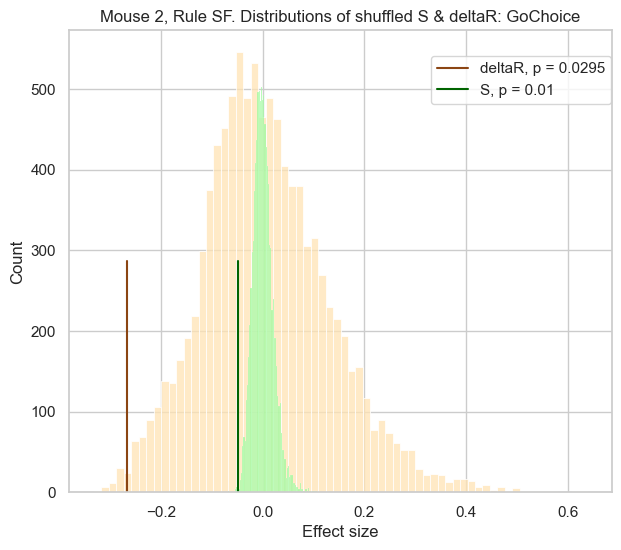 Mouse 2, Rule SF. Distributions of shuffled S & deltaR: GoChoice
deltaR, p = 0.0295
S, p = 0.01
Count
500
400
300
200
100
0
−0.2
0.0
0.2
0.4
0.6
Effect size